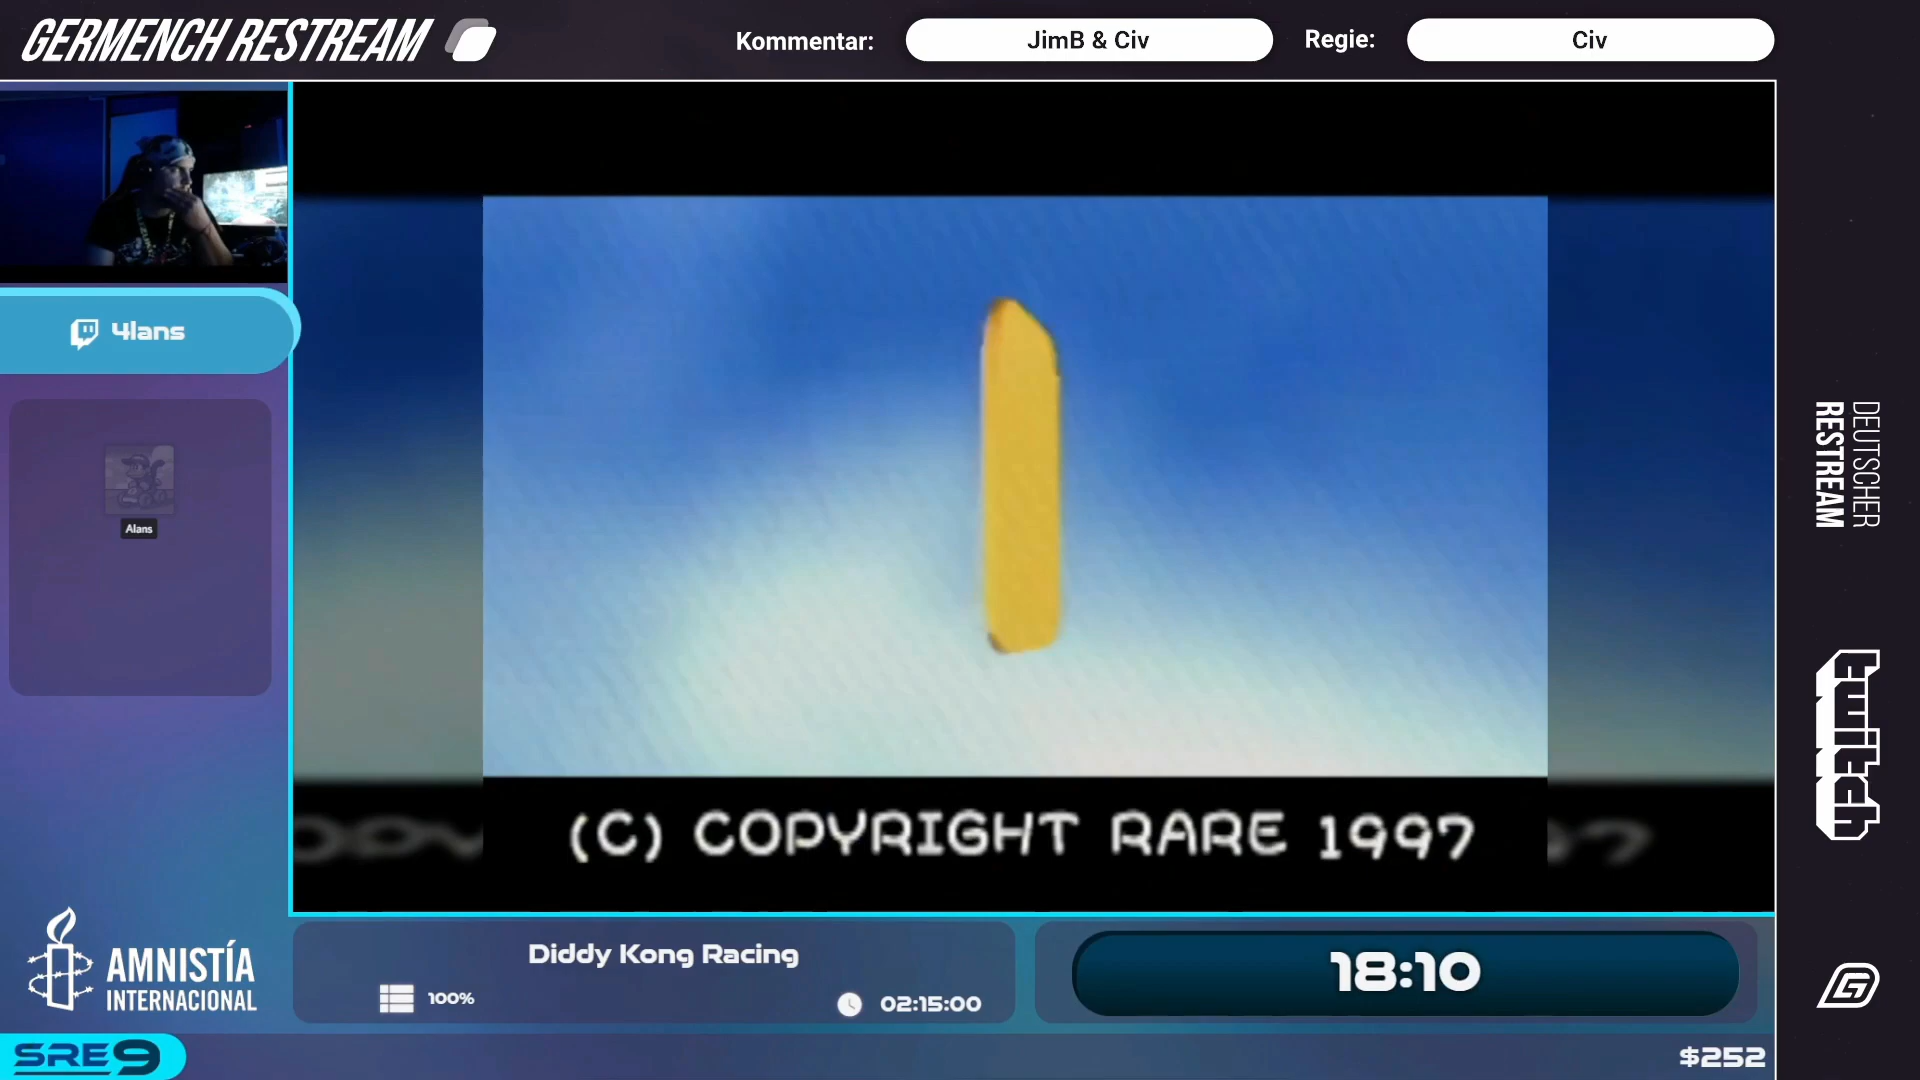 GERMENCH RESTREAM
Kommentar:
JimB & Civ
Regie:
Civ
4lans
Alans
(C) COPYRIGHT RARE 1997
DEUTSCHER
RESTREAM
twitch
AMNISTÍA
INTERNACIONAL
Diddy Kong Racing
100%
02:15:00
18:10
SRE9
$252